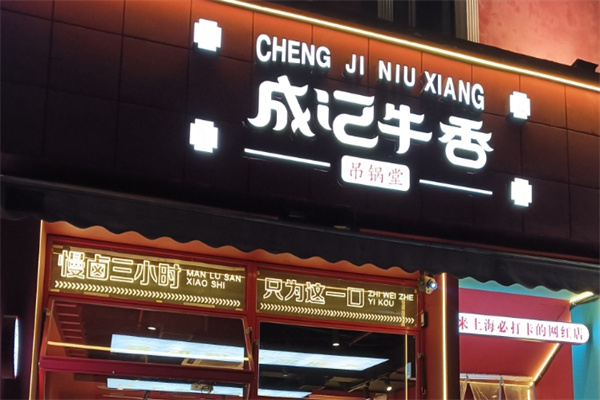 CHENG JI NIU XIANG
成记牛香
吊锅堂
慢卤三小时
MAN LU SAN
XIAO SHI
只为这一口
ZHI WEI ZHE
YI KOU
来上海必打卡的网红店